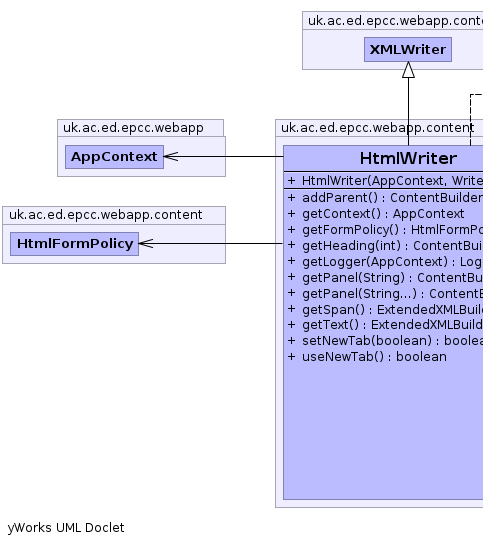 uk.ac.ed.epcc.webapp.conte
XMLWriter
uk.ac.ed.epcc.webapp
AppContext
uk.ac.ed.epcc.webapp.content
HtmlFormPolicy
uk.ac.ed.epcc.webapp.content
HtmlWriter
+ HtmlWriter(AppContext, Write
+ addParent() : ContentBuilder
+ getContext() : AppContext
+ getFormPolicy() : HtmlFormPo
+ getHeading(int) : ContentBui
+ getLogger(AppContext) : Log
+ getPanel(String) : ContentBu
+ getPanel(String...) : ContentB
+ getSpan() : ExtendedXMLBuil
+ getText() : ExtendedXMLBuild
+ setNewTab(boolean) : boolea
+ useNewTab() : boolean
yWorks UML Doclet